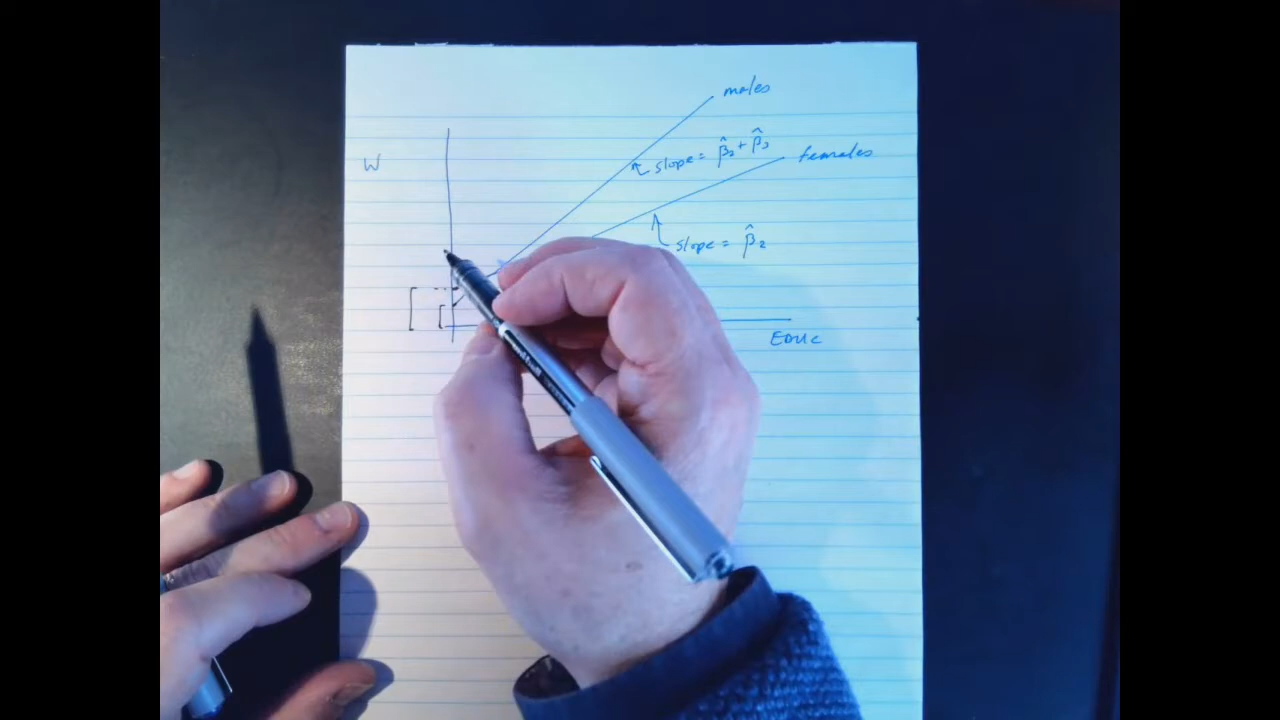 males
slope = β̂₂ + β̂₃
W
females
slope = β̂₂
EDUC